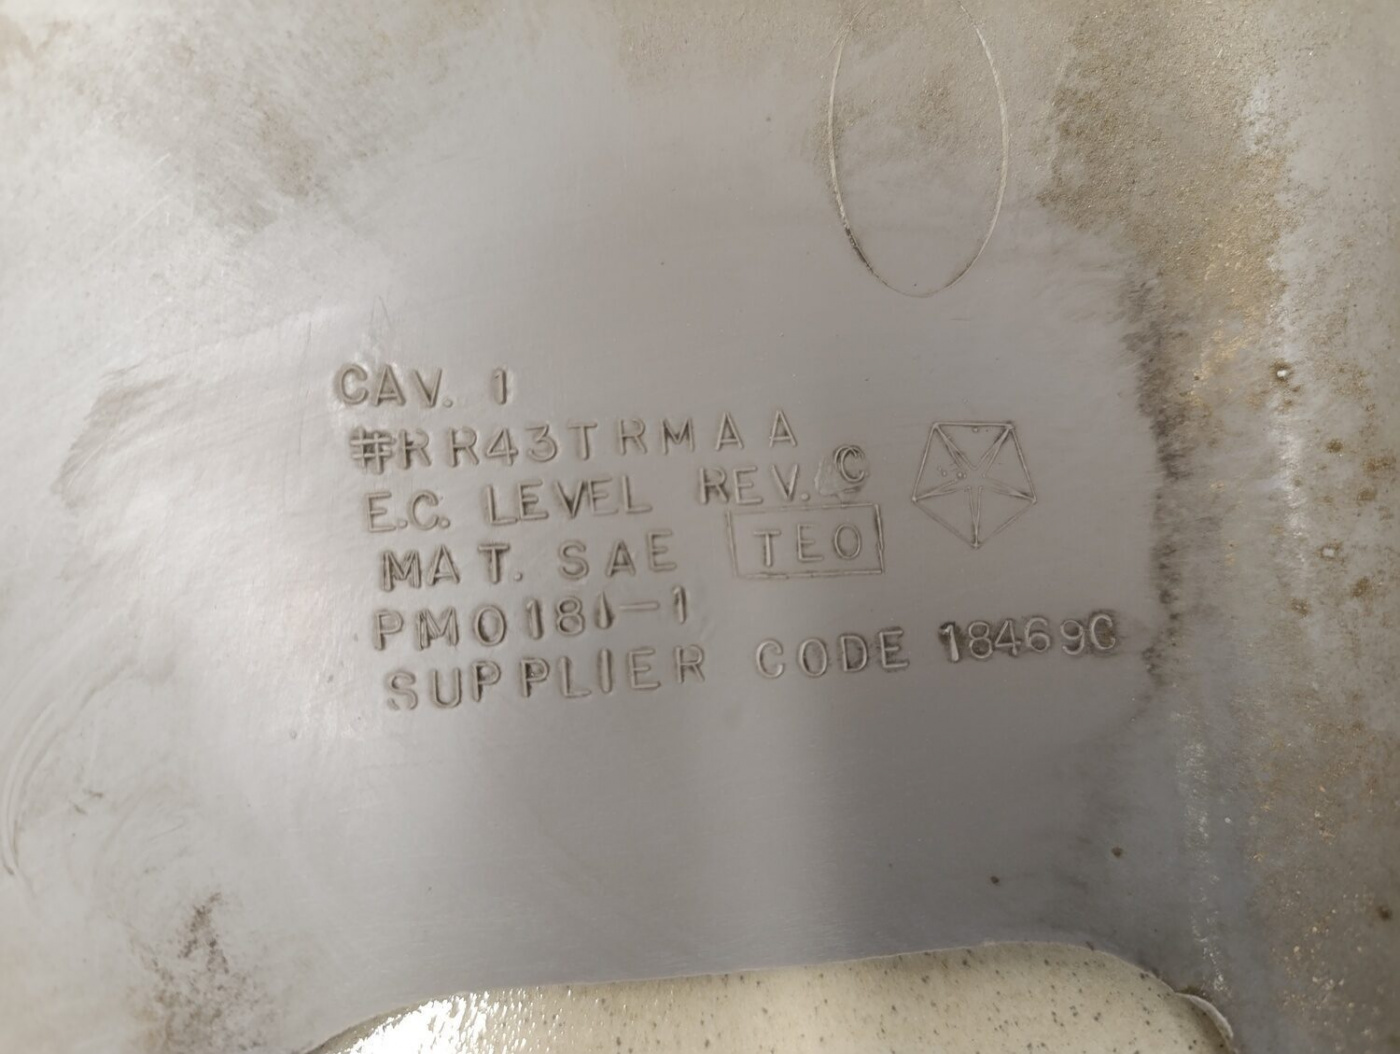 CAV. 1
#RR43TRMAA
E.C. LEVEL REV. C
MAT. SAE TEO
PM0181-1
SUPPLIER CODE 18469C